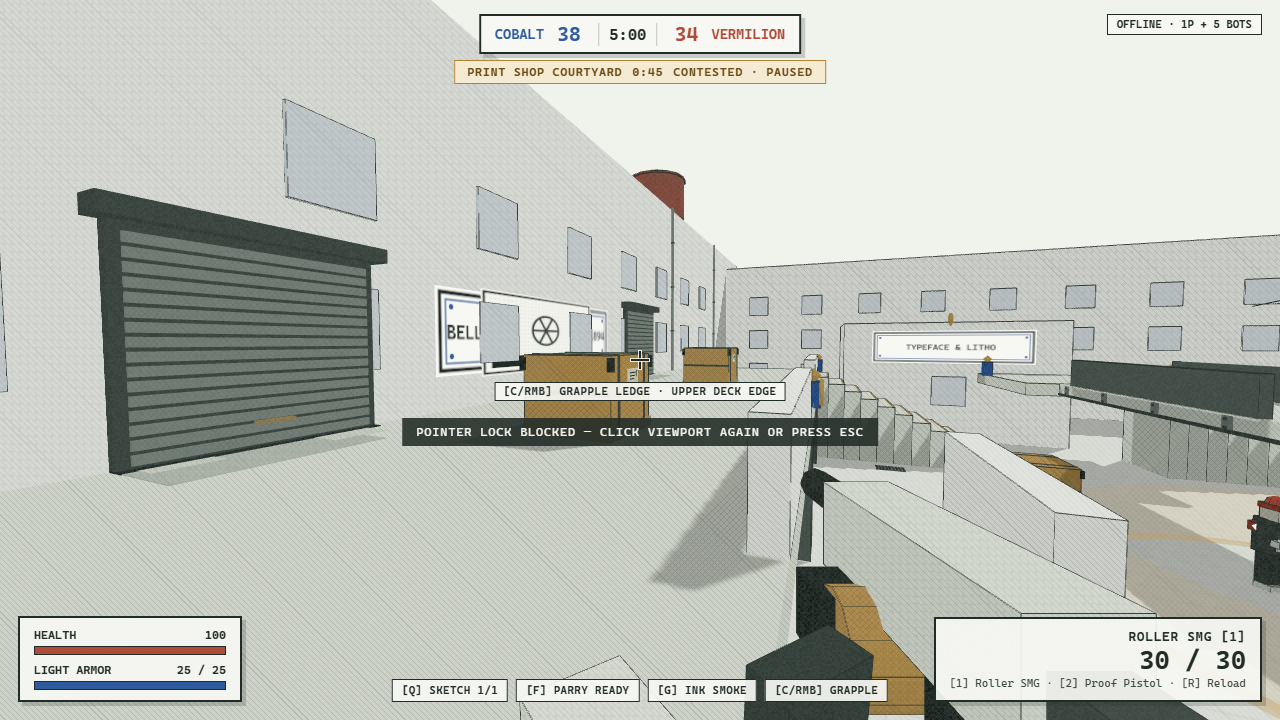 COBALT 38 5:00 34 VERMILION
OFFLINE · 1P + 5 BOTS
PRINT SHOP COURTYARD 0:45 CONTESTED · PAUSED
BELL
TYPEFACE & LITHO
[C/RMB] GRAPPLE LEDGE · UPPER DECK EDGE
POINTER LOCK BLOCKED — CLICK VIEWPORT AGAIN OR PRESS ESC
HEALTH 100
LIGHT ARMOR 25 / 25
[Q] SKETCH 1/1
[F] PARRY READY
[G] INK SMOKE
[C/RMB] GRAPPLE
ROLLER SMG [1]
30 / 30
[1] Roller SMG · [2] Proof Pistol · [R] Reload